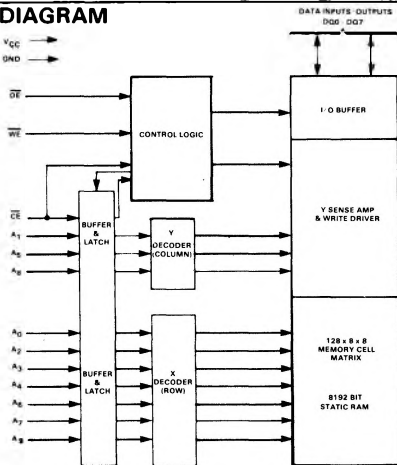 DIAGRAM
DATA INPUTS/OUTPUTS
DQ0 - DQ7
VCC
GND
OE
WE
CONTROL LOGIC
I/O BUFFER
CE
BUFFER
&
LATCH
A1
A5
A8
Y
DECODER
(COLUMN)
Y SENSE AMP
& WRITE DRIVER
A0
A2
A3
A4
A6
A7
A9
BUFFER
&
LATCH
X
DECODER
(ROW)
128 x 8 x 8
MEMORY CELL
MATRIX
8192 BIT
STATIC RAM